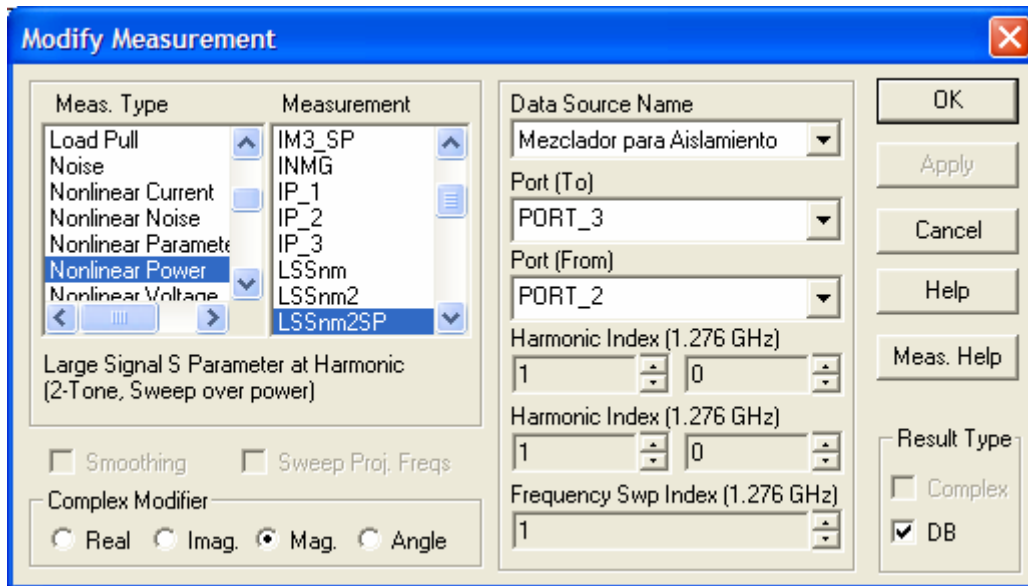 Modify Measurement
Meas. Type
Load Pull
Noise
Nonlinear Current
Nonlinear Noise
Nonlinear Paramete
Nonlinear Power
Nonlinear Voltage
Measurement
IM3_SP
INMG
IP_1
IP_2
IP_3
LSSnm
LSSnm2
LSSnm2SP
Large Signal S Parameter at Harmonic
(2-Tone, Sweep over power)
Smoothing
Sweep Proj. Freqs
Complex Modifier
Real
Imag.
Mag.
Angle
Data Source Name
Mezclador para Aislamiento
Port (To)
PORT_3
Port (From)
PORT_2
Harmonic Index (1.276 GHz)
1
0
Harmonic Index (1.276 GHz)
1
0
Frequency Swp Index (1.276 GHz)
1
OK
Apply
Cancel
Help
Meas. Help
Result Type
Complex
DB